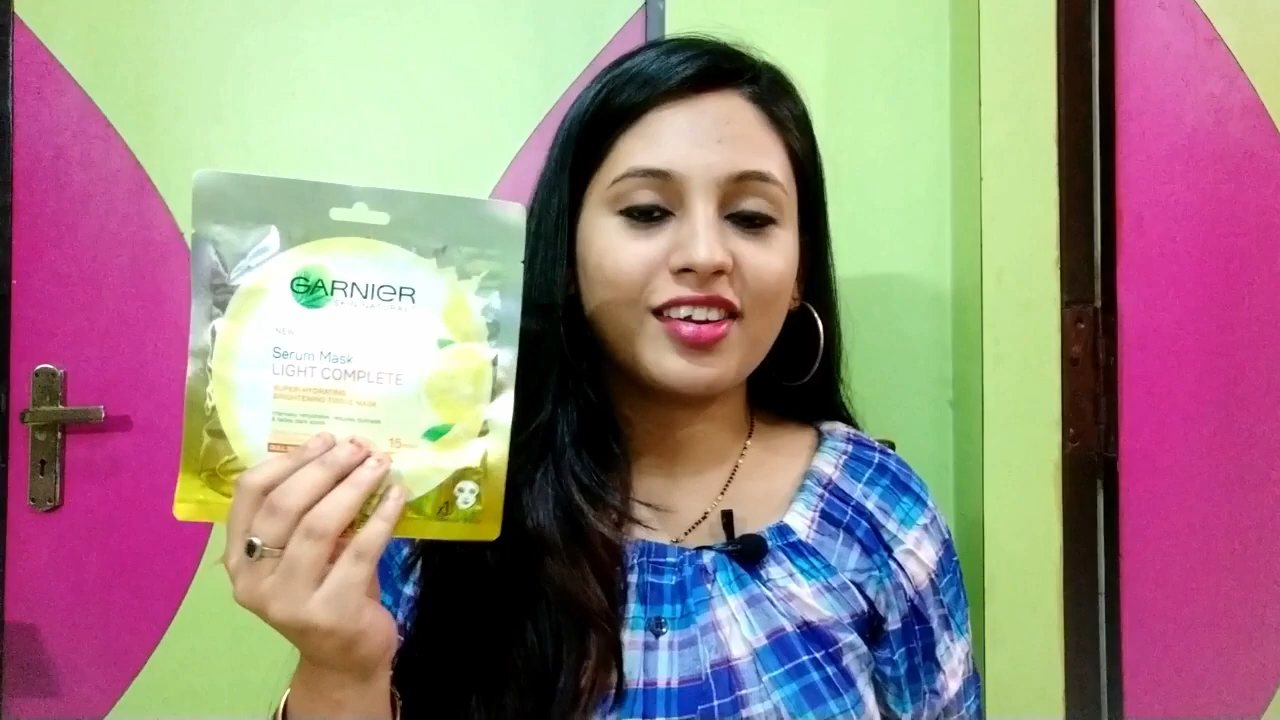 GARNIER
SKIN NATURALS
NEW
Serum Mask
LIGHT COMPLETE
SUPER-HYDRATING
BRIGHTENING TISSUE MASK
15